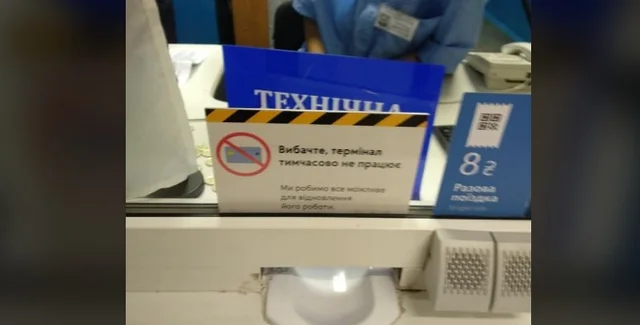 ТЕХНІЧНА
Вибачте, термінал
тимчасово не працює
Ми робимо все можливе
для відновлення
його роботи.
8 ₴
Разова
поїздка